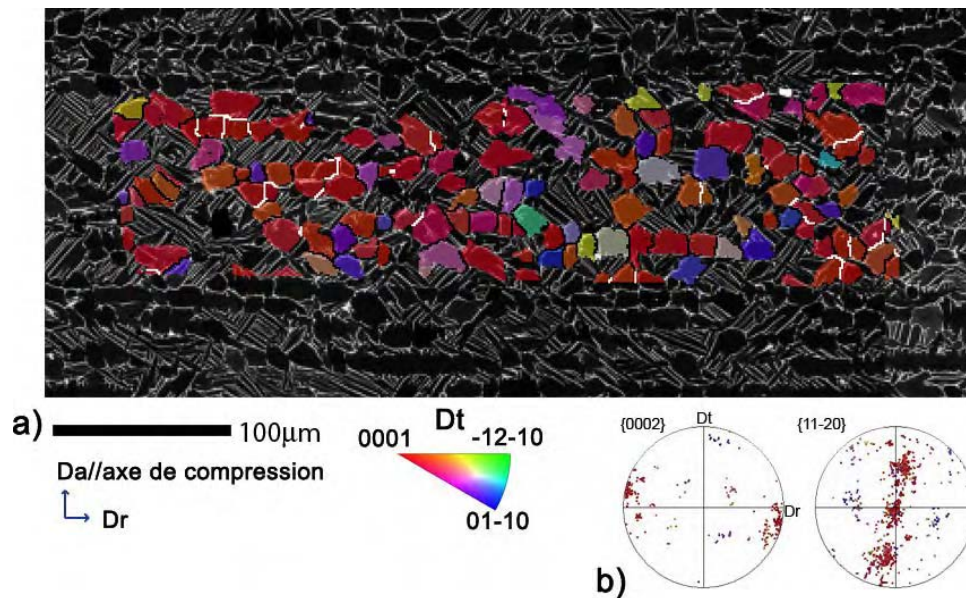 a)
100µm
Da//axe de compression
Dr
Dt
0001
-12-10
01-10
{0002}
Dt
Dr
{11-20}
b)